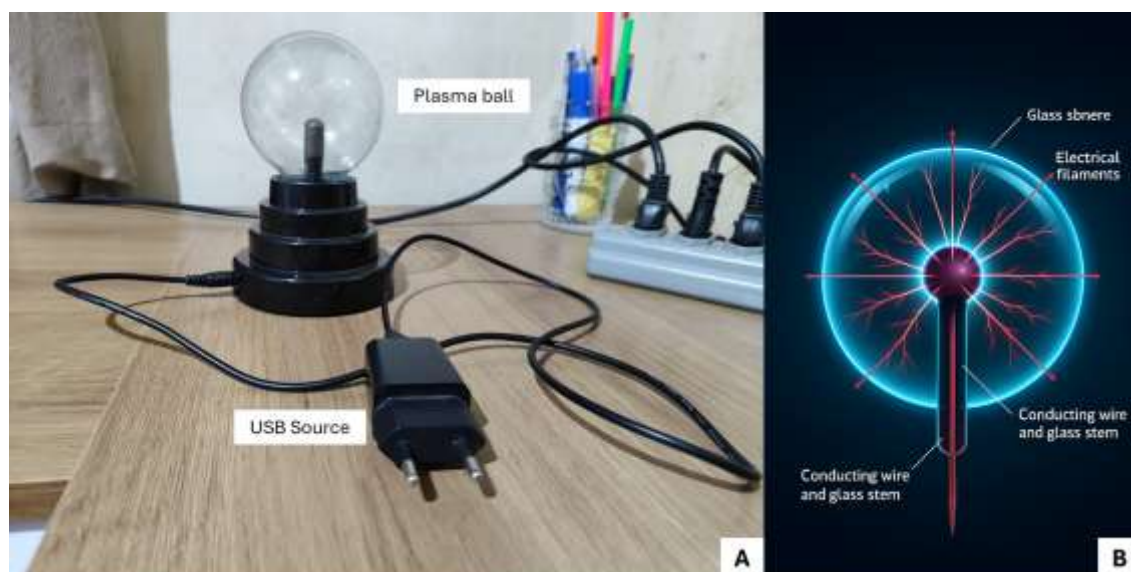 Plasma ball
USB Source
A
Glass sbnere
Electrical
filaments
Conducting wire
and glass stem
Conducting wire
and glass stem
B